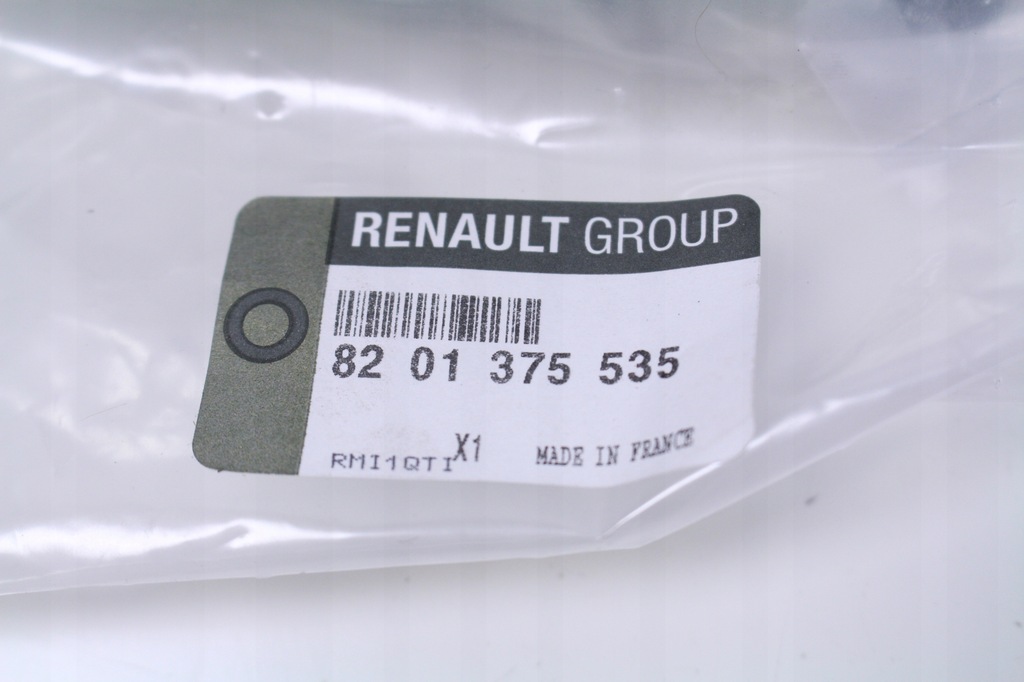 RENAULT GROUP
82 01 375 535
RMI1QTI X1 MADE IN FRANCE